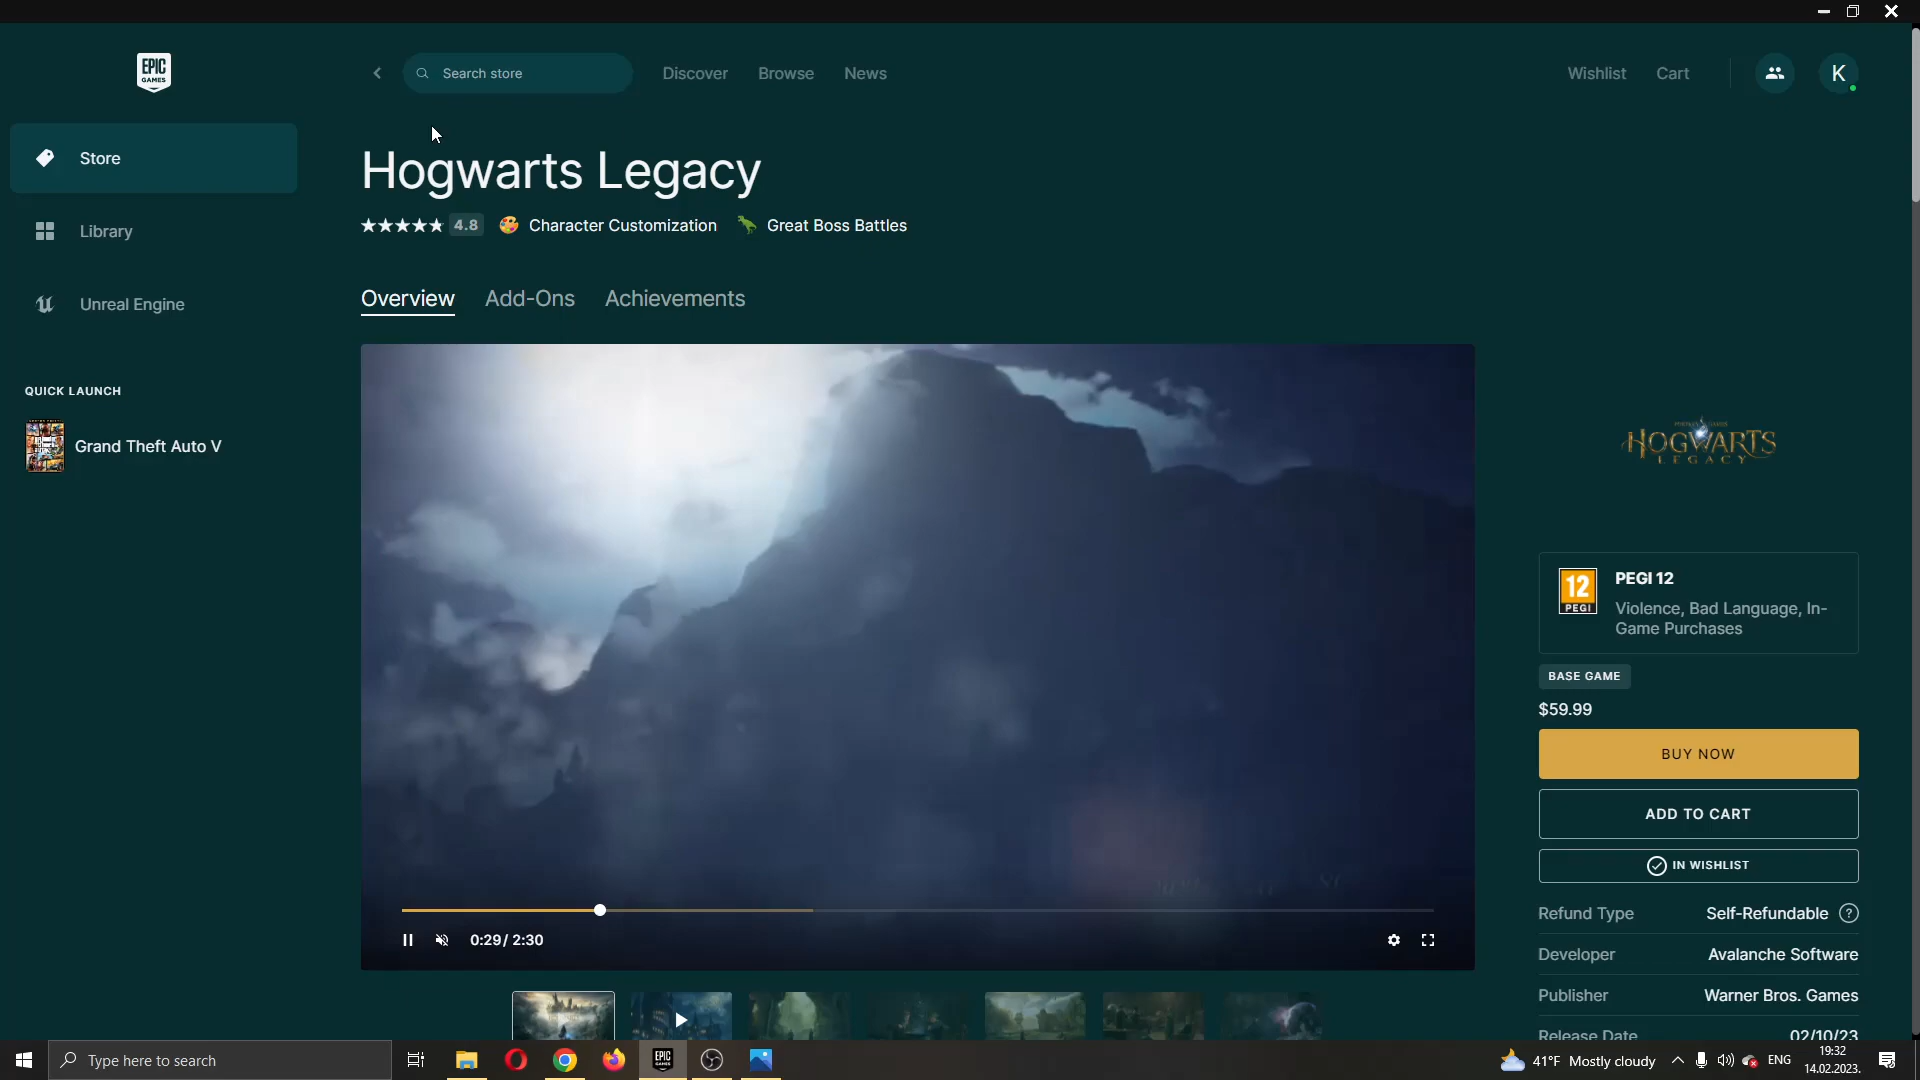 EPIC
GAMES
Search store
Discover
Browse
News
Wishlist
Cart
K
Store
Library
Unreal Engine
QUICK LAUNCH
Grand Theft Auto V
Hogwarts Legacy
4.8
Character Customization
Great Boss Battles
Overview
Add-Ons
Achievements
0:29/ 2:30
HOGWARTS
LEGACY
12
PEGI
PEGI 12
Violence, Bad Language, In-
Game Purchases
BASE GAME
$59.99
BUY NOW
ADD TO CART
IN WISHLIST
Refund Type Self-Refundable ?
Developer Avalanche Software
Publisher Warner Bros. Games
Release Date 02/10/23
Type here to search
EPIC
GAMES
41°F Mostly cloudy
ENG
19:32
14.02.2023.